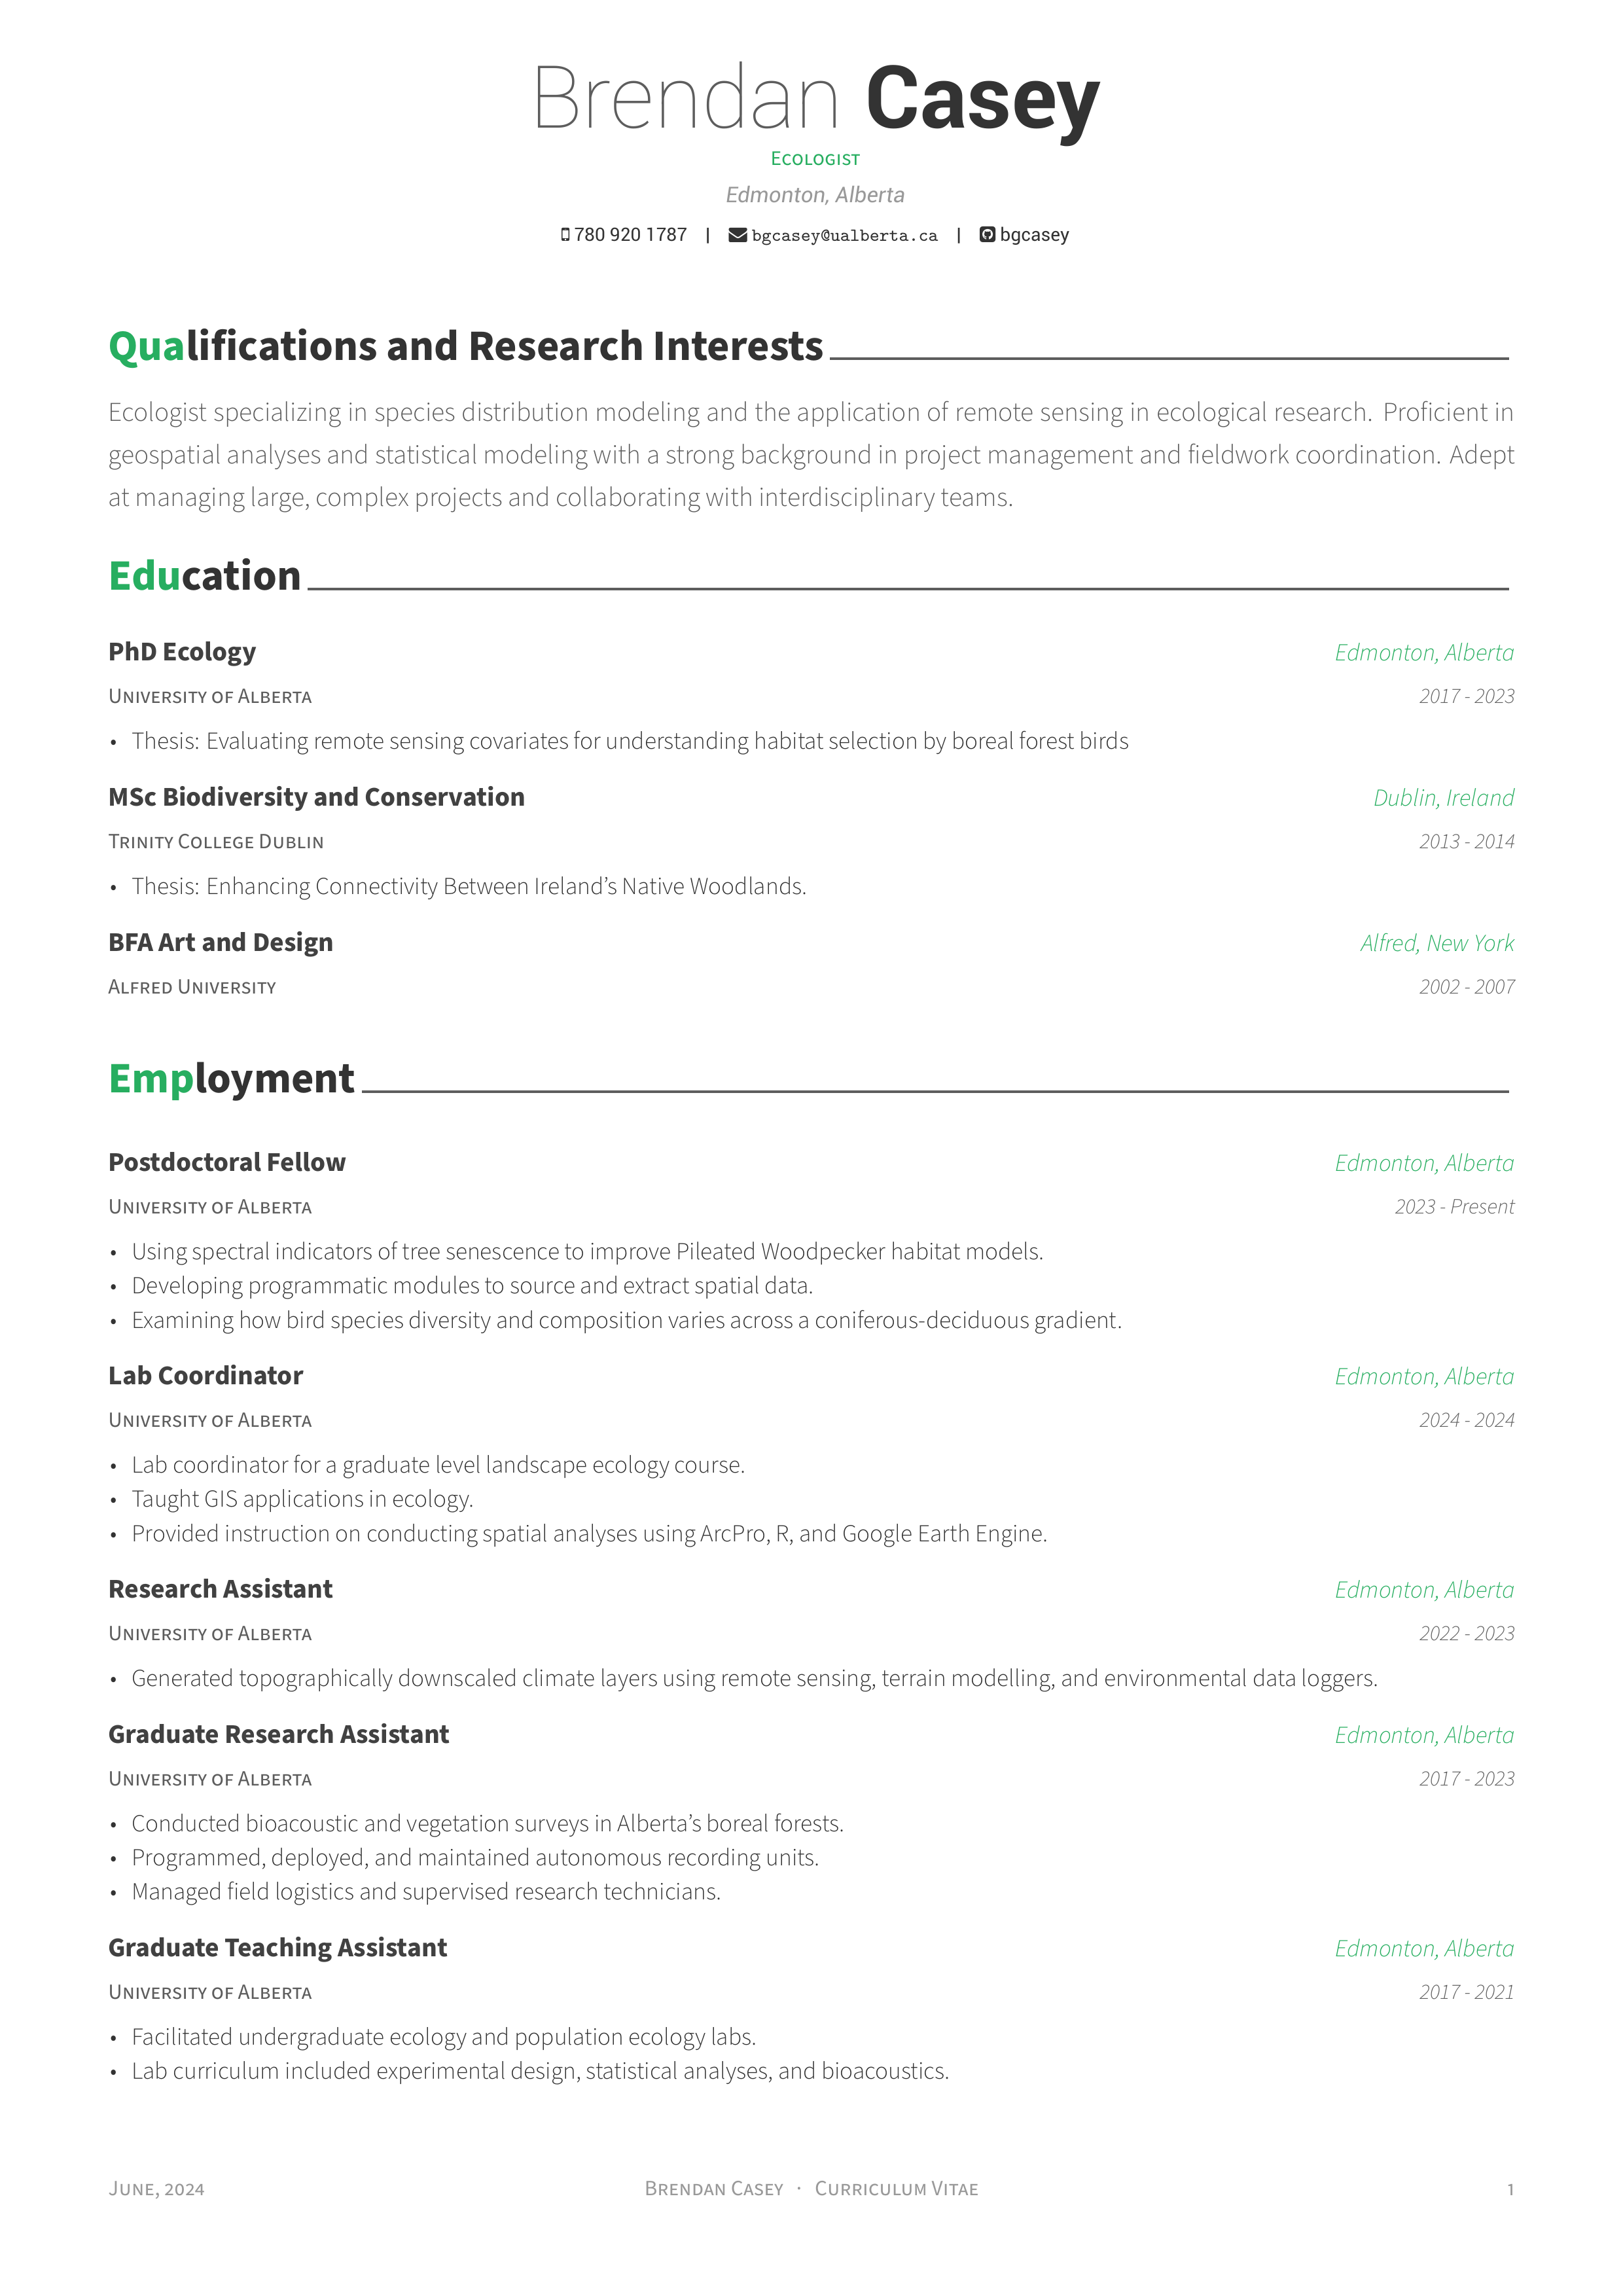 Brendan Casey
Ecologist
Edmonton, Alberta
780 920 1787 | bgcasey@ualberta.ca | bgcasey
Qualifications and Research Interests
Ecologist specializing in species distribution modeling and the application of remote sensing in ecological research. Proficient in
geospatial analyses and statistical modeling with a strong background in project management and fieldwork coordination. Adept
at managing large, complex projects and collaborating with interdisciplinary teams.
Education
PhD Ecology Edmonton, Alberta
University of Alberta 2017 - 2023
• Thesis: Evaluating remote sensing covariates for understanding habitat selection by boreal forest birds
MSc Biodiversity and Conservation Dublin, Ireland
Trinity College Dublin 2013 - 2014
• Thesis: Enhancing Connectivity Between Ireland’s Native Woodlands.
BFA Art and Design Alfred, New York
Alfred University 2002 - 2007
Employment
Postdoctoral Fellow Edmonton, Alberta
University of Alberta 2023 - Present
• Using spectral indicators of tree senescence to improve Pileated Woodpecker habitat models.
• Developing programmatic modules to source and extract spatial data.
• Examining how bird species diversity and composition varies across a coniferous-deciduous gradient.
Lab Coordinator Edmonton, Alberta
University of Alberta 2024 - 2024
• Lab coordinator for a graduate level landscape ecology course.
• Taught GIS applications in ecology.
• Provided instruction on conducting spatial analyses using ArcPro, R, and Google Earth Engine.
Research Assistant Edmonton, Alberta
University of Alberta 2022 - 2023
• Generated topographically downscaled climate layers using remote sensing, terrain modelling, and environmental data loggers.
Graduate Research Assistant Edmonton, Alberta
University of Alberta 2017 - 2023
• Conducted bioacoustic and vegetation surveys in Alberta’s boreal forests.
• Programmed, deployed, and maintained autonomous recording units.
• Managed field logistics and supervised research technicians.
Graduate Teaching Assistant Edmonton, Alberta
University of Alberta 2017 - 2021
• Facilitated undergraduate ecology and population ecology labs.
• Lab curriculum included experimental design, statistical analyses, and bioacoustics.
June, 2024 Brendan Casey · Curriculum Vitae 1